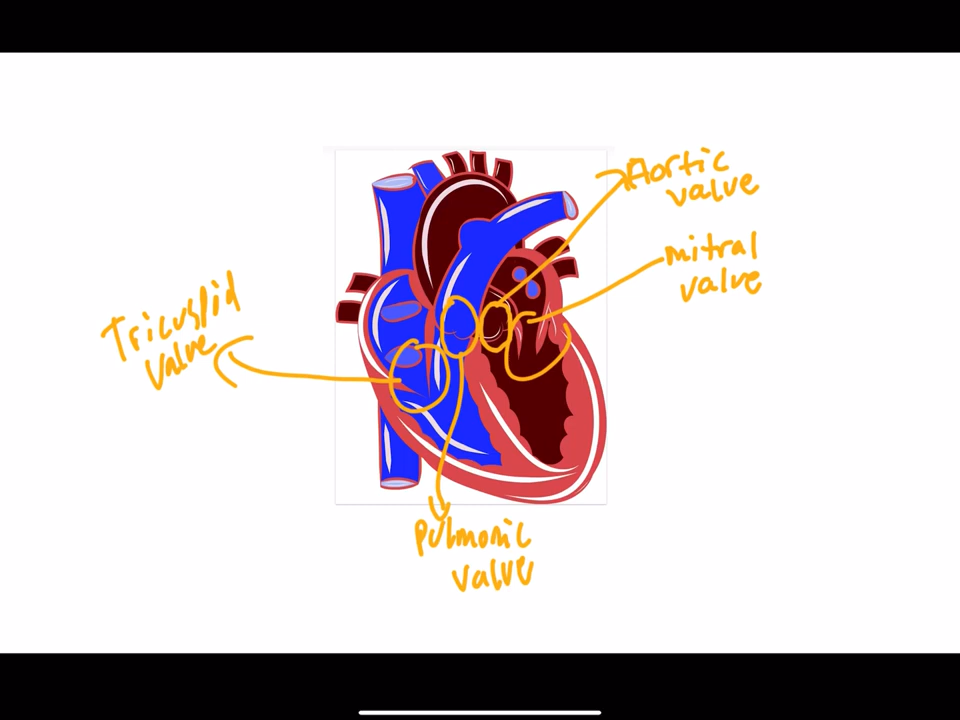 Aortic
valve
mitral
valve
Tricuspid
valve
pulmonic
valve